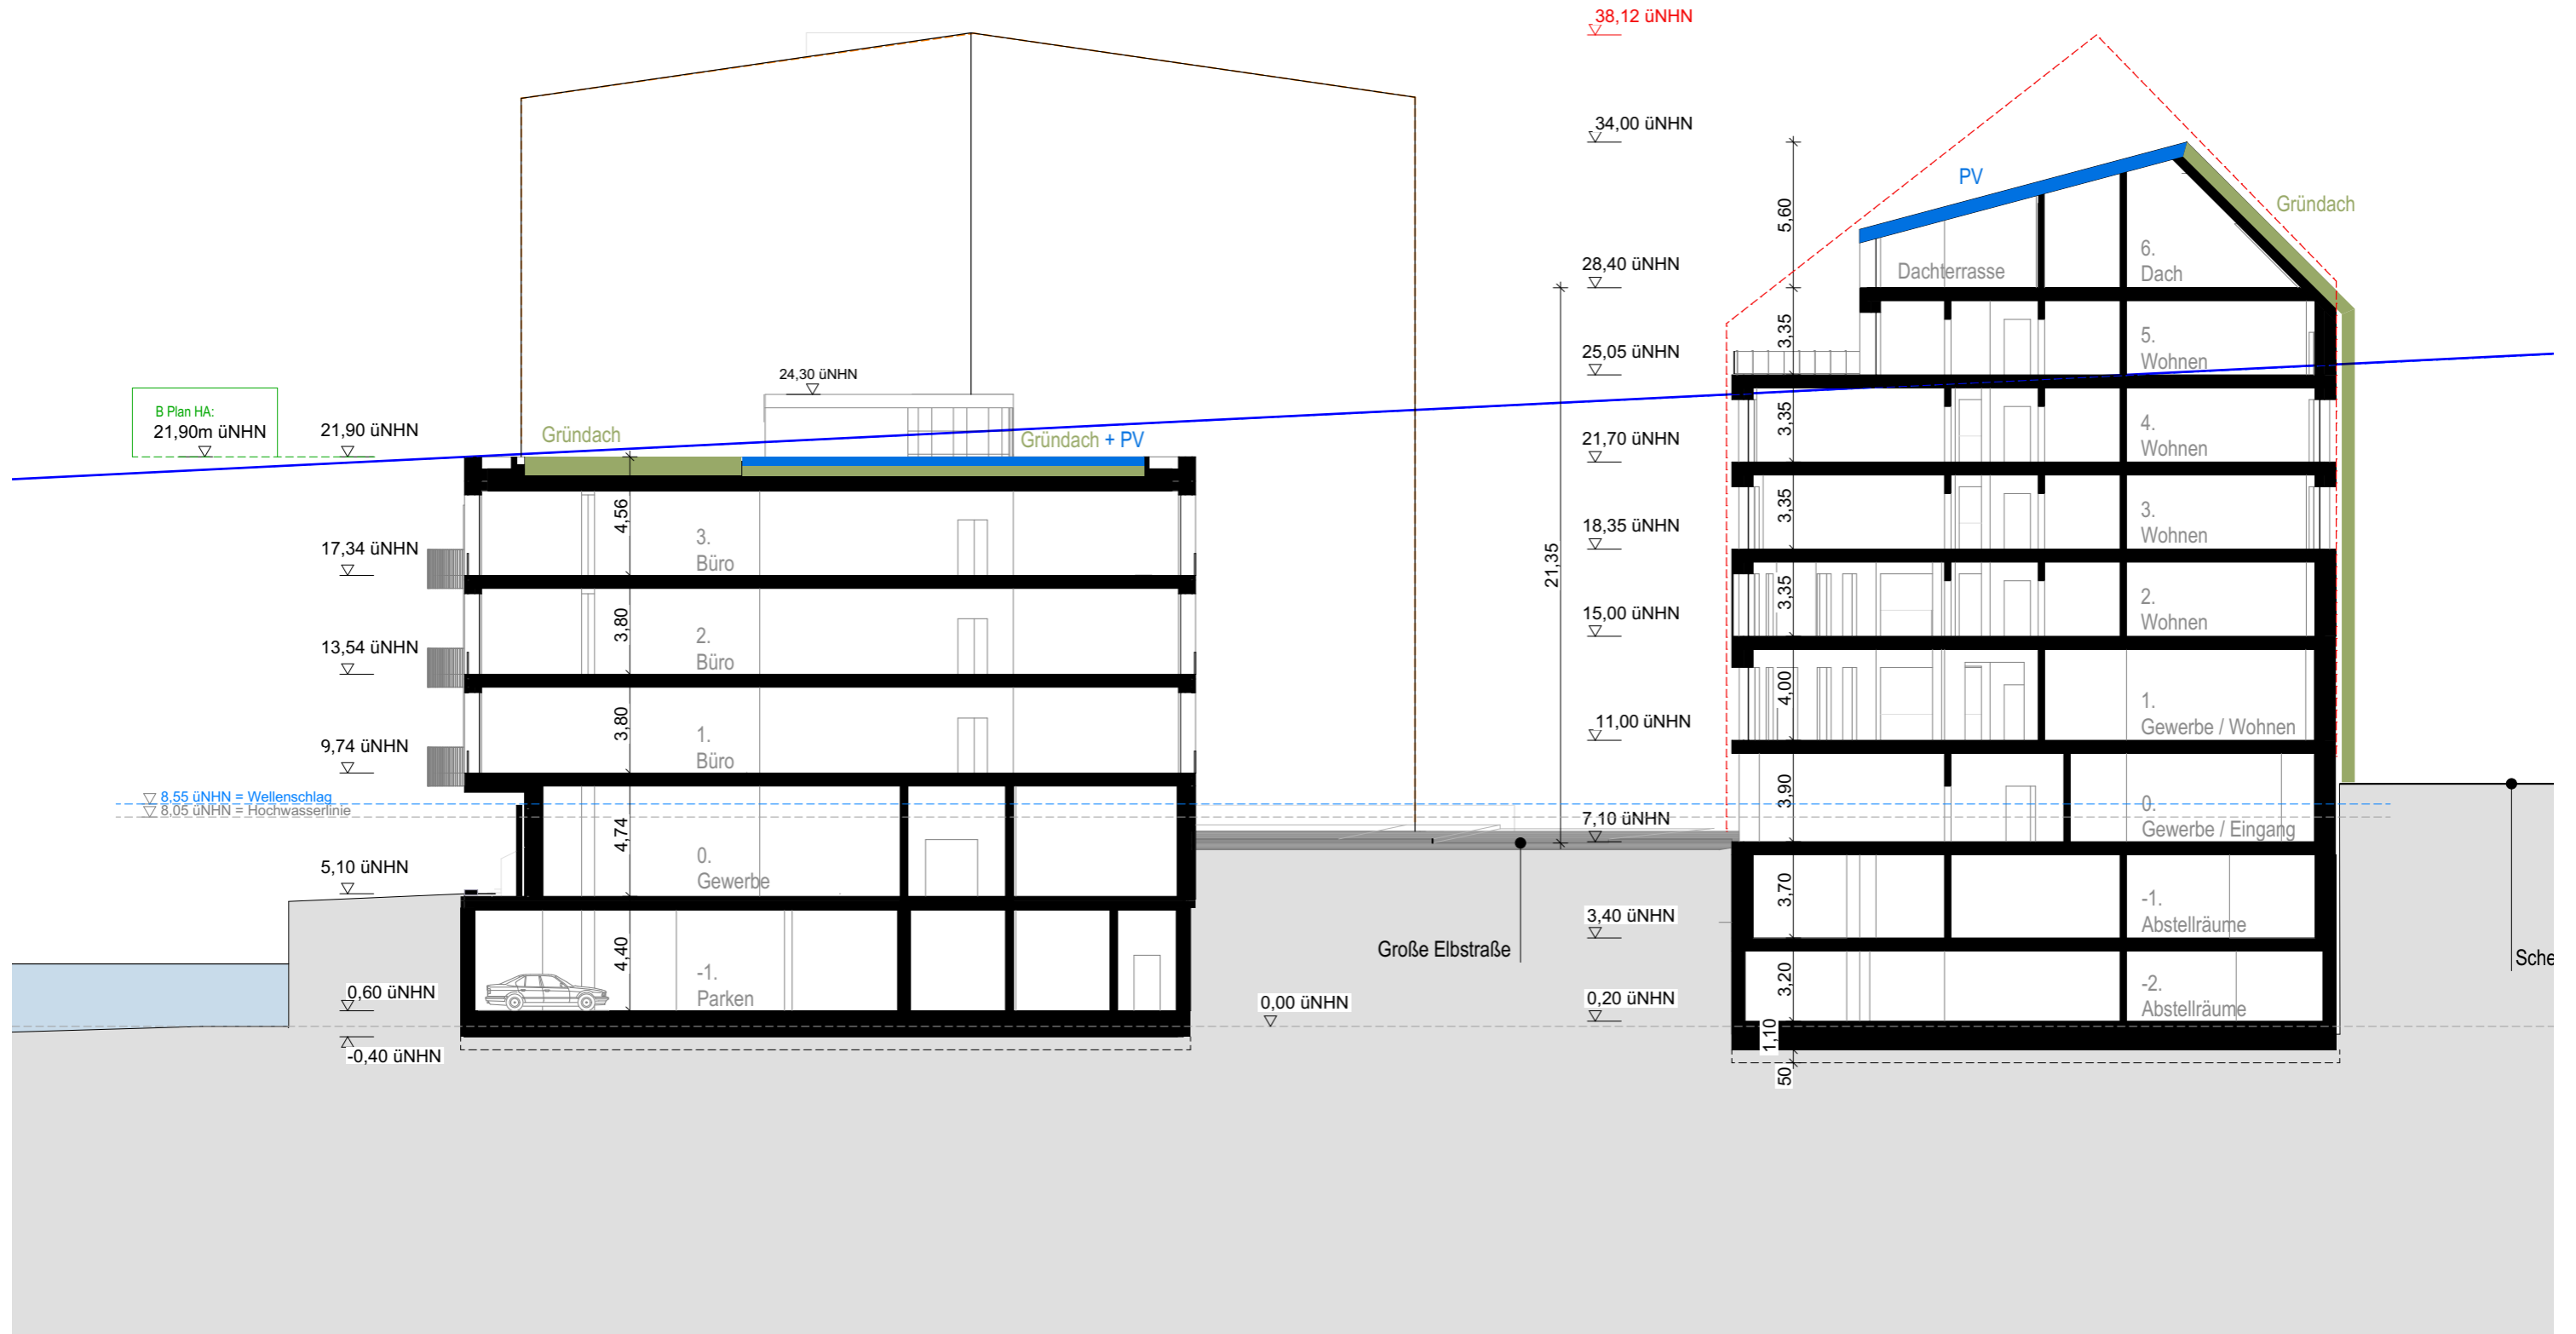 38,12 üNHN
34,00 üNHN
PV
Gründach
5,60
28,40 üNHN
Dachterrasse
6.
Dach
3,35
5.
Wohnen
25,05 üNHN
24,30 üNHN
B Plan HA:
21,90m üNHN
21,90 üNHN
Gründach
Gründach + PV
21,70 üNHN
3,35
4.
Wohnen
4,56
3.
Büro
17,34 üNHN
21,35
18,35 üNHN
3,35
3.
Wohnen
3,80
2.
Büro
13,54 üNHN
15,00 üNHN
3,35
2.
Wohnen
3,80
1.
Büro
9,74 üNHN
11,00 üNHN
4,00
1.
Gewerbe / Wohnen
8,55 üNHN = Wellenschlag
8,05 üNHN = Hochwasserlinie
4,74
0.
Gewerbe
5,10 üNHN
7,10 üNHN
3,90
0.
Gewerbe / Eingang
Große Elbstraße
3,40 üNHN
3,70
-1.
Abstellräume
4,40
-1.
Parken
0,60 üNHN
-0,40 üNHN
0,00 üNHN
0,20 üNHN
3,20
-2.
Abstellräume
1,10
50
Sche